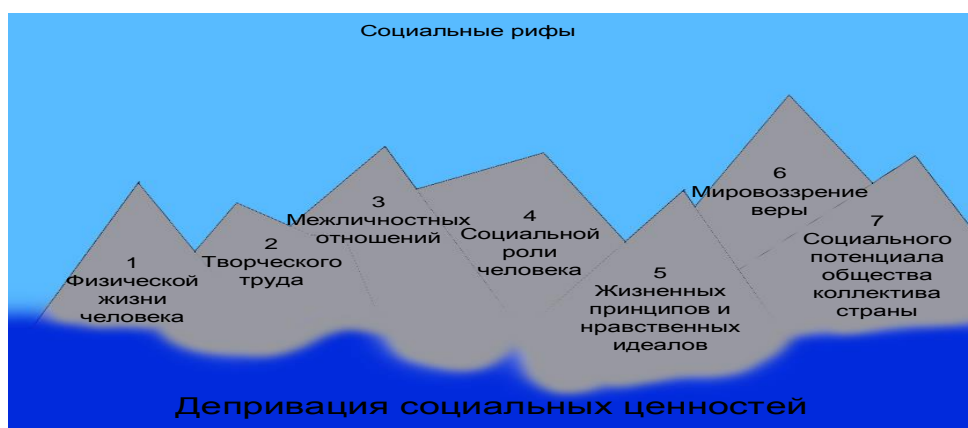 Социальные рифы
1
Физической
жизни
человека
2
Творческого
труда
3
Межличностных
отношений
4
Социальной
роли
человека
5
Жизненных
принципов и
нравственных
идеалов
6
Мировоззрение
веры
7
Социального
потенциала
общества
коллектива
страны
Депривация социальных ценностей